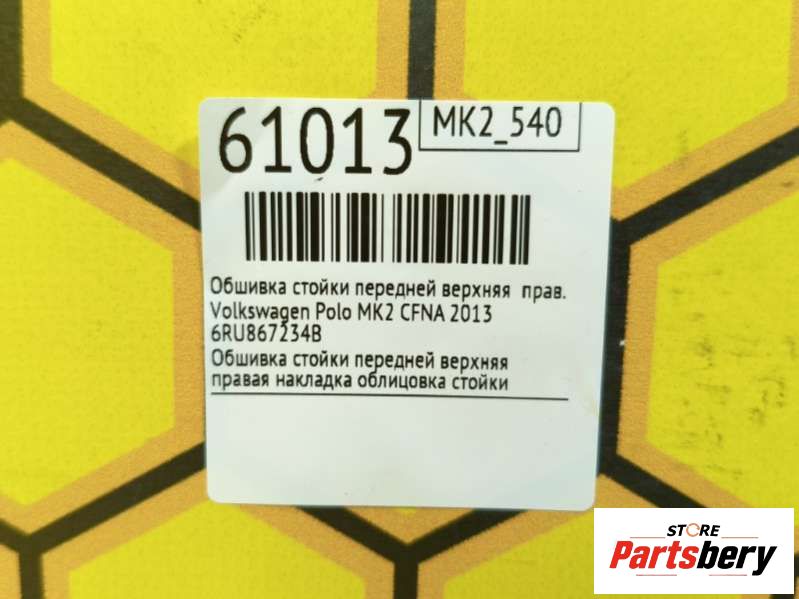 61013
MK2_540
Обшивка стойки передней верхняя прав.
Volkswagen Polo MK2 CFNA 2013
6RU867234B
Обшивка стойки передней верхняя
правая накладка облицовка стойки
STORE
Partsbery